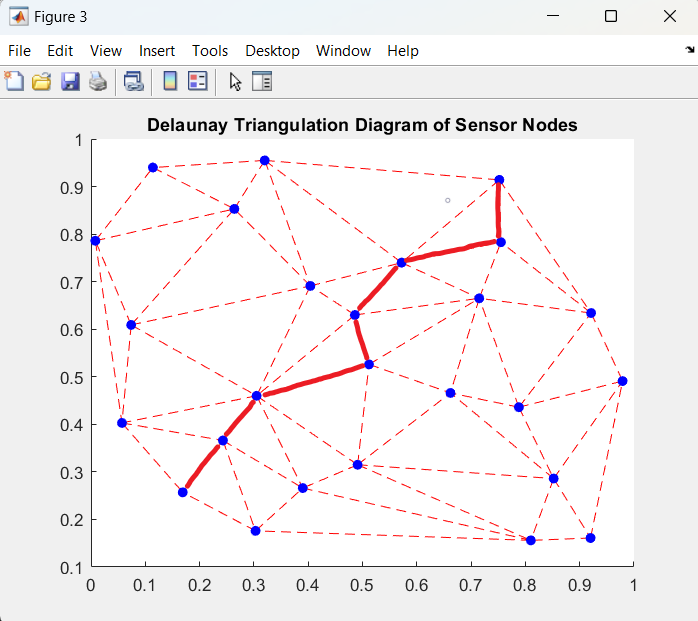 Figure 3
File Edit View Insert Tools Desktop Window Help
Delaunay Triangulation Diagram of Sensor Nodes
1
0.9
0.8
0.7
0.6
0.5
0.4
0.3
0.2
0.1
0 0.1 0.2 0.3 0.4 0.5 0.6 0.7 0.8 0.9 1